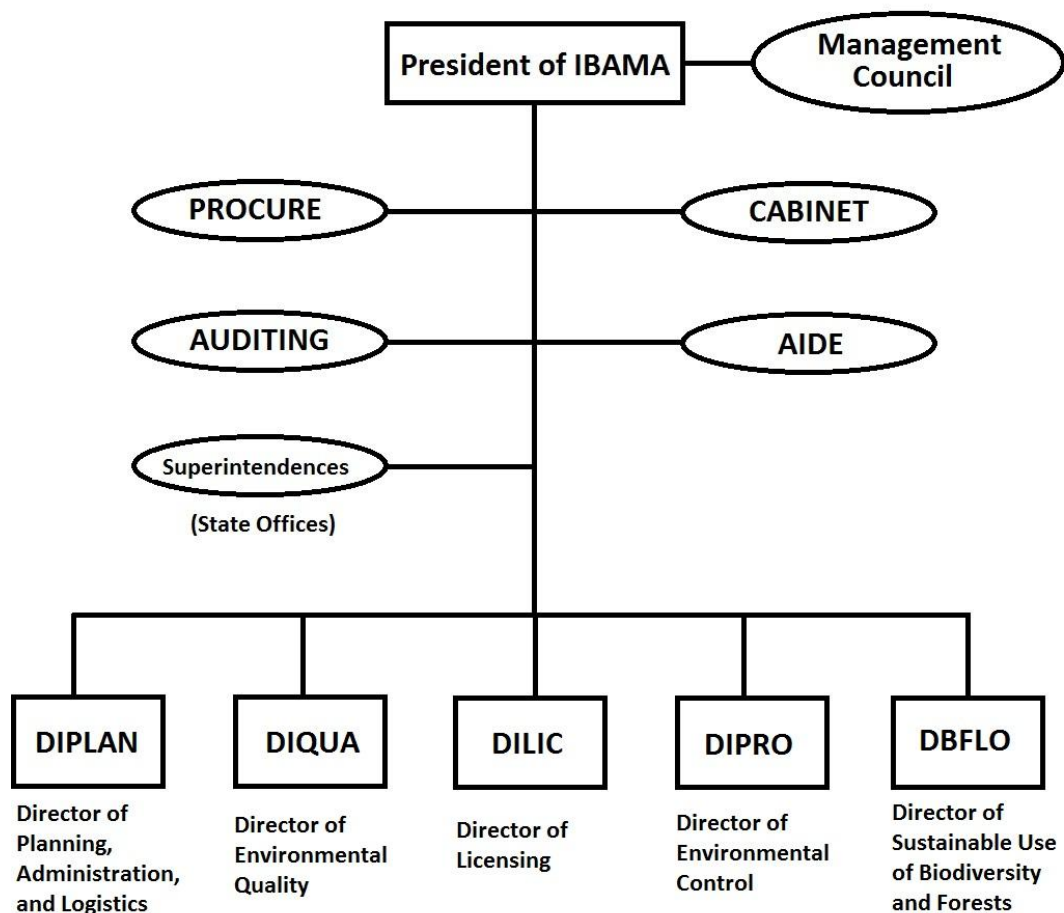 President of IBAMA
Management
Council
PROCURE
CABINET
AUDITING
AIDE
Superintendences
(State Offices)
DIPLAN
DIQUA
DILIC
DIPRO
DBFLO
Director of
Planning,
Administration,
and Logistics
Director of
Environmental
Quality
Director of
Licensing
Director of
Environmental
Control
Director of
Sustainable Use
of Biodiversity
and Forests